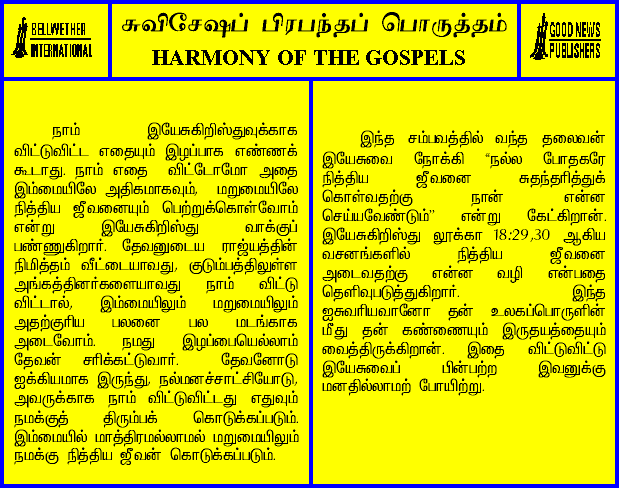 BELLWETHER
INTERNATIONAL
சுவிசேஷப் பிரபந்தப் பொருத்தம்
HARMONY OF THE GOSPELS
GOOD NEWS
PUBLISHERS
நாம் இயேசுகிறிஸ்துவுக்காக
விட்டுவிட்ட எதையும் இழப்பாக எண்ணக்
கூடாது. நாம் எதை விட்டோமோ அதை
இம்மையிலே அதிகமாகவும், மறுமையிலே
நித்திய ஜீவனையும் பெற்றுக்கொள்வோம்
என்று இயேசுகிறிஸ்து வாக்குப்
பண்ணுகிறார். தேவனுடைய ராஜ்யத்தின்
நிமித்தம் வீட்டையாவது, குடும்பத்திலுள்ள
அங்கத்தினர்களையாவது நாம் விட்டு
விட்டால், இம்மையிலும் மறுமையிலும்
அதற்குரிய பலனை பல மடங்காக
அடைவோம். நமது இழப்பையெல்லாம்
தேவன் சரிக்கட்டுவார். தேவனோடு
ஐக்கியமாக இருந்து, நல்மனச்சாட்சியோடு,
அவருக்காக நாம் விட்டுவிட்டது எதுவும்
நமக்குத் திரும்பக் கொடுக்கப்படும்.
இம்மையில் மாத்திரமல்லாமல் மறுமையிலும்
நமக்கு நித்திய ஜீவன் கொடுக்கப்படும்.
இந்த சம்பவத்தில் வந்த தலைவன்
இயேசுவை நோக்கி “நல்ல போதகரே
நித்திய ஜீவனை சுதந்தரித்துக்
கொள்வதற்கு நான் என்ன
செய்யவேண்டும்” என்று கேட்கிறான்.
இயேசுகிறிஸ்து லூக்கா 18:29,30 ஆகிய
வசனங்களில் நித்திய ஜீவனை
அடைவதற்கு என்ன வழி என்பதை
தெளிவுபடுத்துகிறார். இந்த
ஐசுவரியவானோ தன் உலகப்பொருளின்
மீது தன் கண்ணையும் இருதயத்தையும்
வைத்திருக்கிறான். இதை விட்டுவிட்டு
இயேசுவைப் பின்பற்ற இவனுக்கு
மனதில்லாமற் போயிற்று.